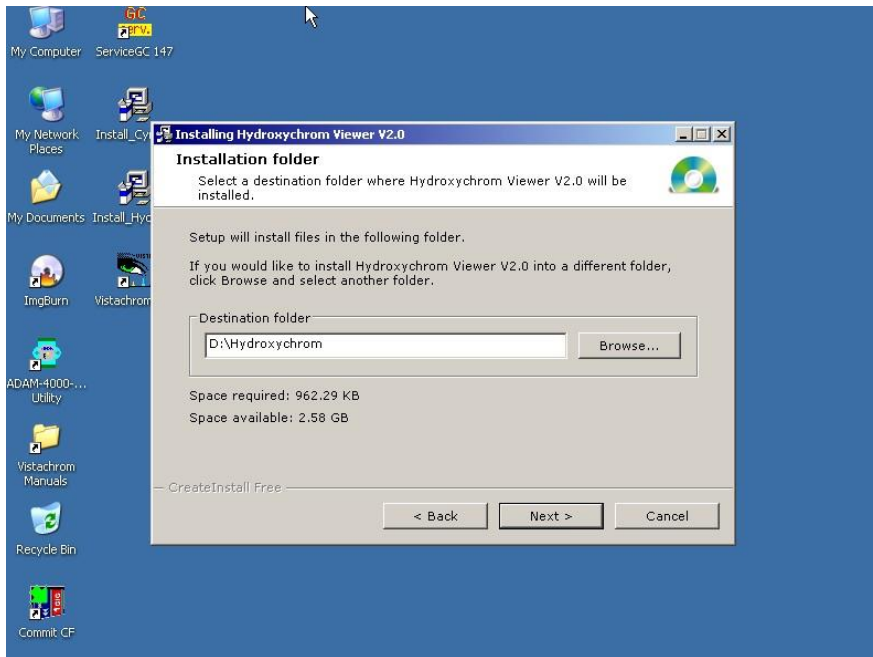 GC
Serv.
My Computer
ServiceGC 147
My Network
Places
Install_Cy
My Documents
Install_Hyd
ImgBurn
Vistachrom
ADAM-4000-...
Utility
Vistachrom
Manuals
Recycle Bin
Commit CF
Installing Hydroxychrom Viewer V2.0
Installation folder
Select a destination folder where Hydroxychrom Viewer V2.0 will be
installed.
Setup will install files in the following folder.
If you would like to install Hydroxychrom Viewer V2.0 into a different folder,
click Browse and select another folder.
Destination folder
D:\Hydroxychrom
Browse...
Space required: 962.29 KB
Space available: 2.58 GB
CreateInstall Free
< Back
Next >
Cancel